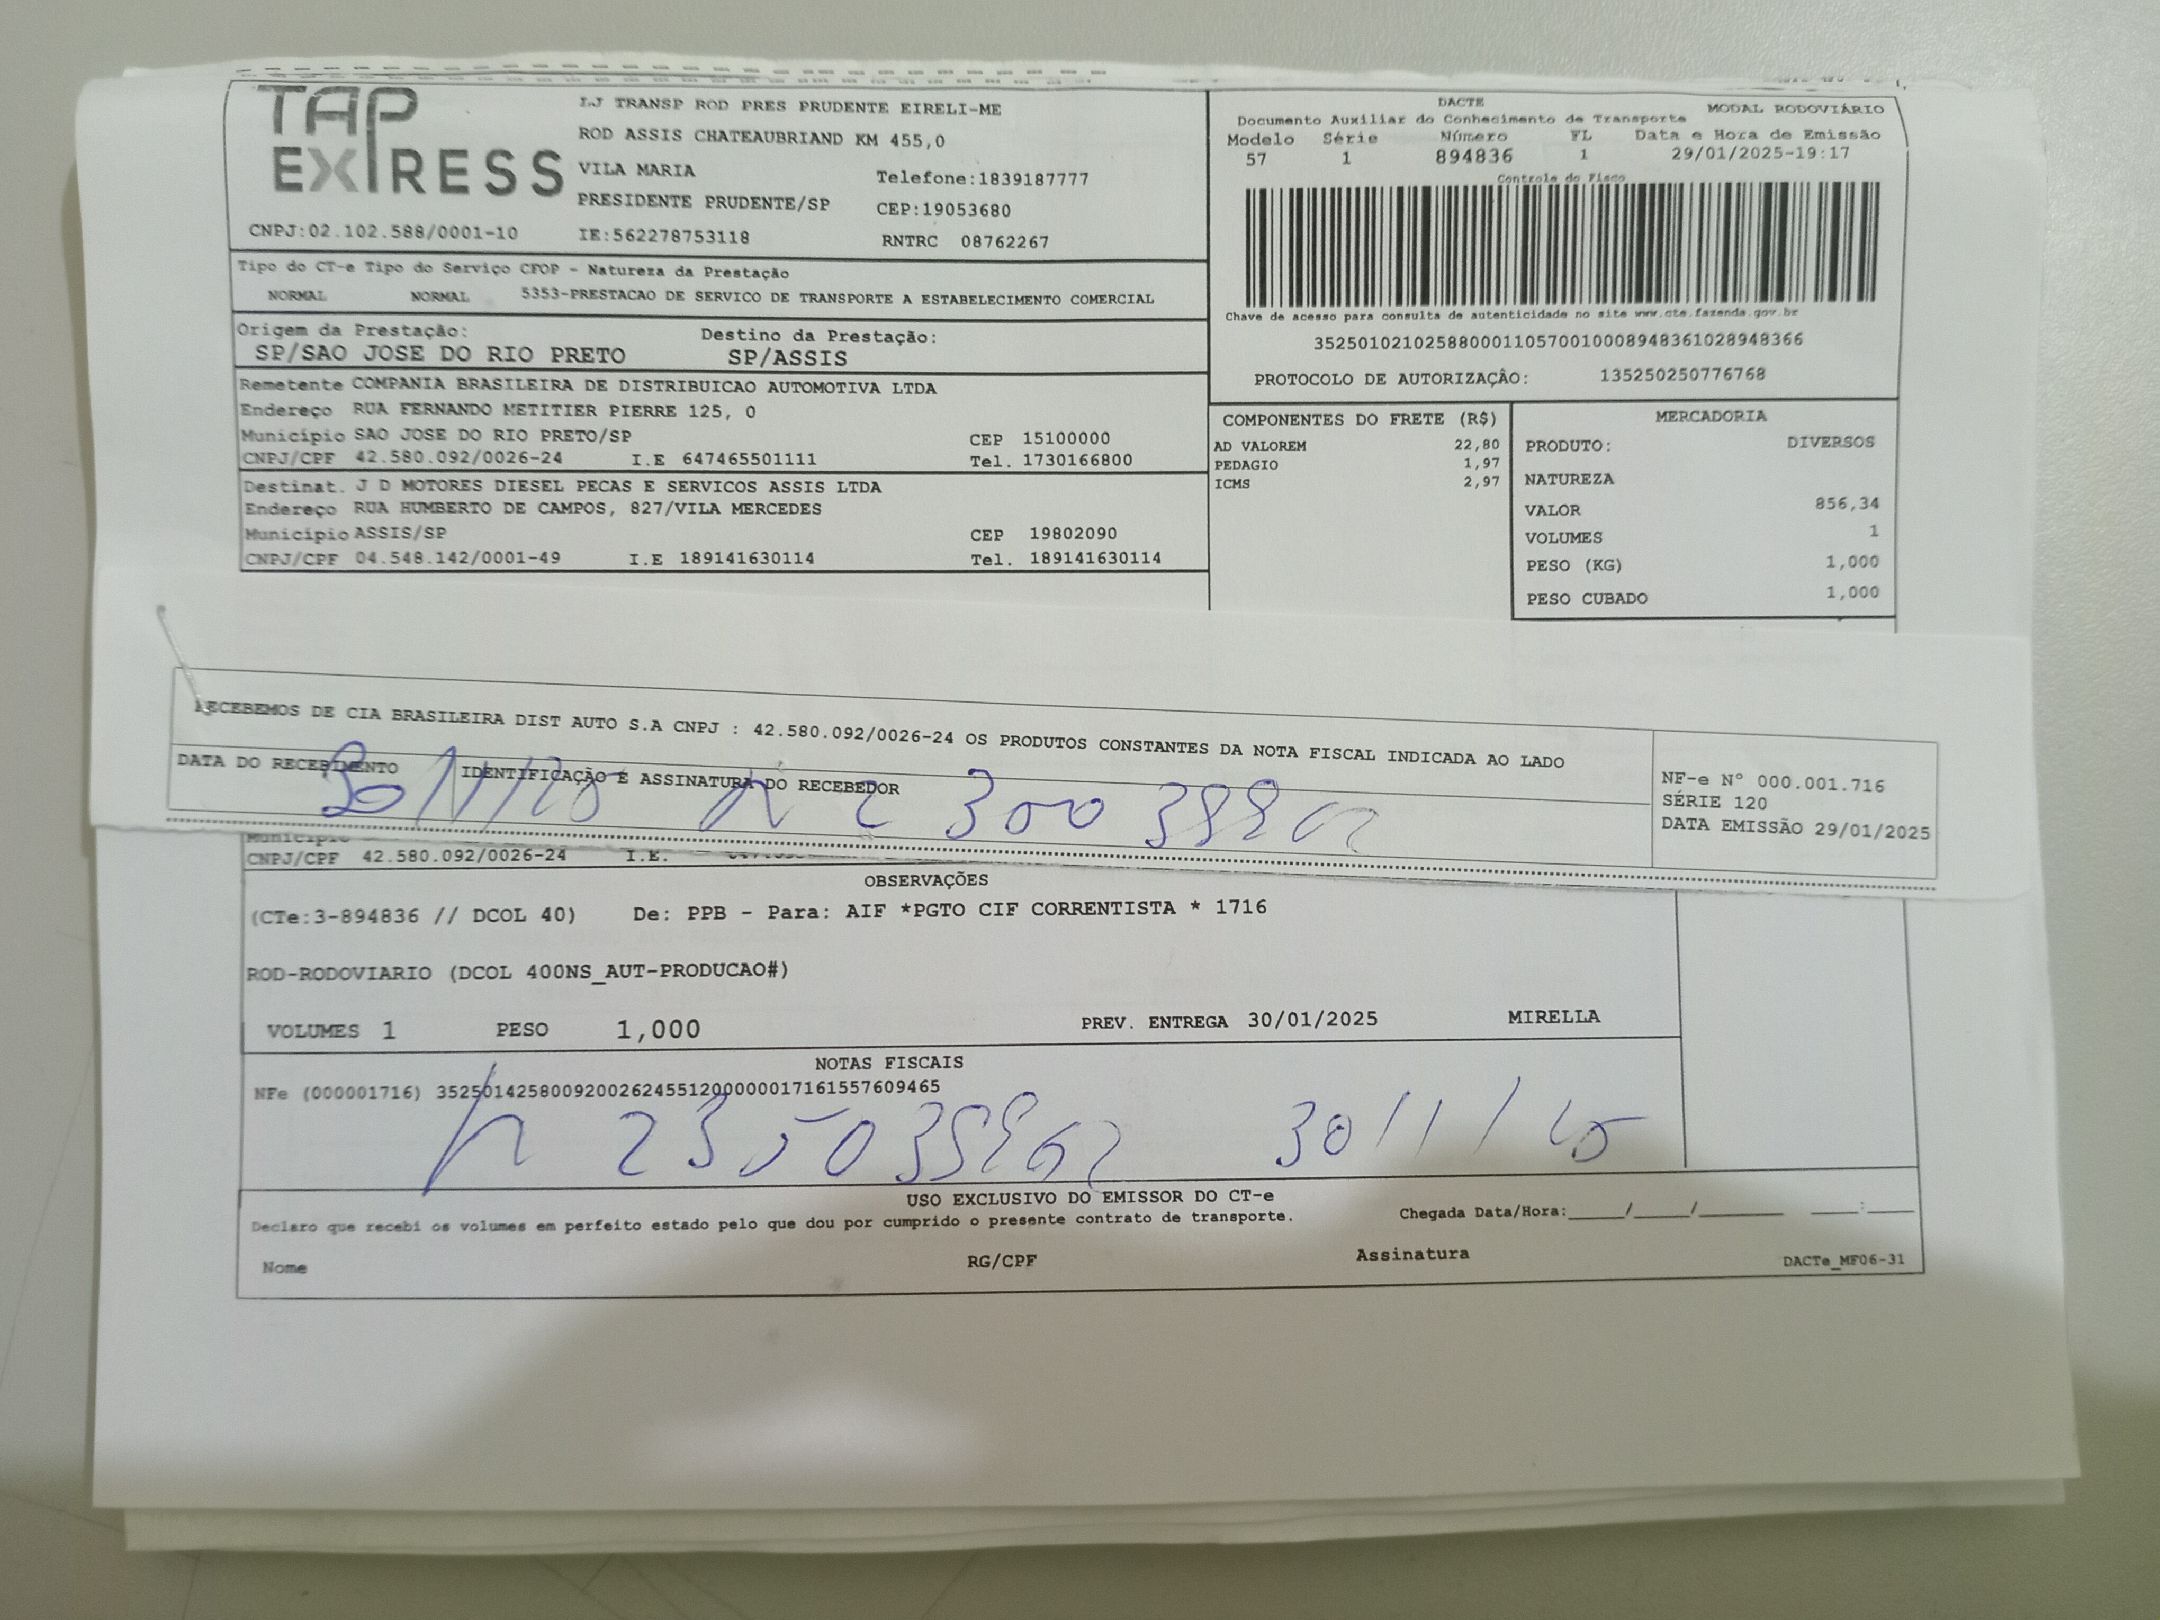 TAP EXPRESS
LJ TRANSP ROD PRES PRUDENTE EIRELI-ME
ROD ASSIS CHATEAUBRIAND KM 455,0
VILA MARIA Telefone:1839187777
PRESIDENTE PRUDENTE/SP CEP:19053680
CNPJ:02.102.588/0001-10 IE:562278753118 RNTRC 08762267
DACTE MODAL RODOVIÁRIO
Documento Auxiliar do Conhecimento de Transporte
Modelo Série Número FL Data e Hora de Emissão
57 1 894836 1 29/01/2025-19:17
Controle do Fisco
Chave de acesso para consulta de autenticidade no site www.cte.fazenda.gov.br
35250102102588000110570010008948361028948366
PROTOCOLO DE AUTORIZAÇÃO: 135250250776768
Tipo do CT-e Tipo do Serviço CFOP - Natureza da Prestação
NORMAL NORMAL 5353-PRESTACAO DE SERVICO DE TRANSPORTE A ESTABELECIMENTO COMERCIAL
Origem da Prestação: Destino da Prestação:
SP/SAO JOSE DO RIO PRETO SP/ASSIS
Remetente COMPANIA BRASILEIRA DE DISTRIBUICAO AUTOMOTIVA LTDA
Endereço RUA FERNANDO METITIER PIERRE 125, 0
Município SAO JOSE DO RIO PRETO/SP CEP 15100000
CNPJ/CPF 42.580.092/0026-24 I.E 647465501111 Tel. 1730166800
Destinat. J D MOTORES DIESEL PECAS E SERVICOS ASSIS LTDA
Endereço RUA HUMBERTO DE CAMPOS, 827/VILA MERCEDES
Município ASSIS/SP CEP 19802090
CNPJ/CPF 04.548.142/0001-49 I.E 189141630114 Tel. 189141630114
COMPONENTES DO FRETE (R$)
AD VALOREM 22,80
PEDAGIO 1,97
ICMS 2,97
MERCADORIA
PRODUTO: DIVERSOS
NATUREZA
VALOR 856,34
VOLUMES 1
PESO (KG) 1,000
PESO CUBADO 1,000
RECEBEMOS DE CIA BRASILEIRA DIST AUTO S.A CNPJ : 42.580.092/0026-24 OS PRODUTOS CONSTANTES DA NOTA FISCAL INDICADA AO LADO
DATA DO RECEBIMENTO IDENTIFICAÇÃO E ASSINATURA DO RECEBEDOR
30/1/25
NF-e N° 000.001.716
SÉRIE 120
DATA EMISSÃO 29/01/2025
Município
CNPJ/CPF 42.580.092/0026-24 I.E.
OBSERVAÇÕES
(CTe:3-894836 // DCOL 40) De: PPB - Para: AIF *PGTO CIF CORRENTISTA * 1716
ROD-RODOVIARIO (DCOL 400NS_AUT-PRODUCAO#)
VOLUMES 1 PESO 1,000 PREV. ENTREGA 30/01/2025 MIRELLA
NOTAS FISCAIS
NFe (000001716) 35250142580092002624551200000017161557609465
30/1/25
USO EXCLUSIVO DO EMISSOR DO CT-e
Declaro que recebi os volumes em perfeito estado pelo que dou por cumprido o presente contrato de transporte. Chegada Data/Hora:_____/_____/_______ ____:____
Nome RG/CPF Assinatura DACTe_MF06-31